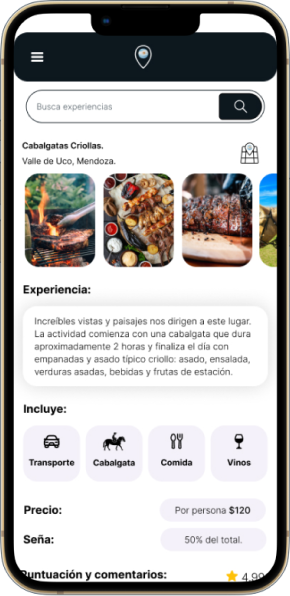 Busca experiencias
Cabalgatas Criollas.
Valle de Uco, Mendoza.
Experiencia:
Increíbles vistas y paisajes nos dirigen a este lugar.
La actividad comienza con una cabalgata que dura
aproximadamente 2 horas y finaliza el día con
empanadas y asado típico criollo: asado, ensalada,
verduras asadas, bebidas y frutas de estación.
Incluye:
Transporte Cabalgata Comida Vinos
Precio: Por persona $120
Seña: 50% del total.
Puntuación y comentarios: 4,99